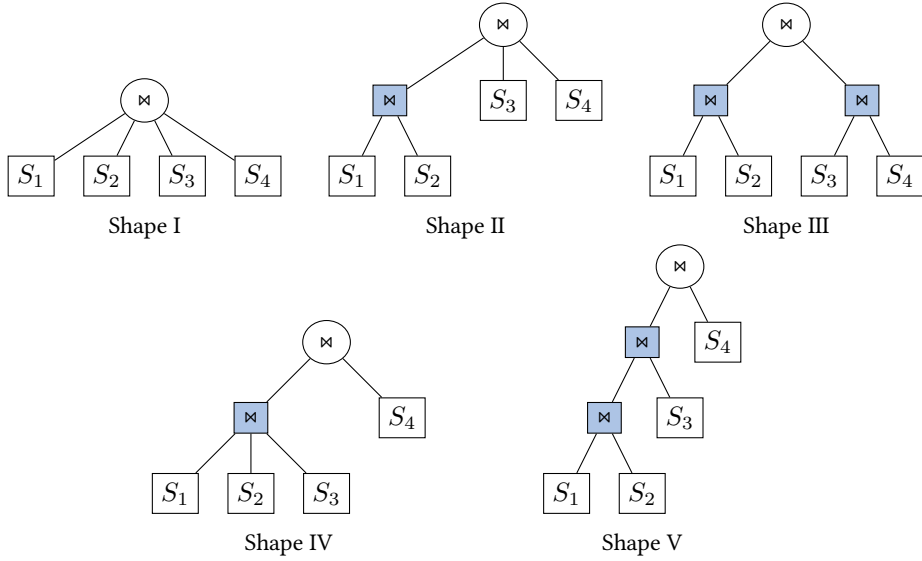 ⋈
⋈
⋈
⋈
S₃
S₄
⋈
⋈
S₁
S₂
S₃
S₄
S₁
S₂
S₁
S₂
S₃
S₄
Shape I
Shape II
Shape III
⋈
⋈
⋈
S₄
⋈
S₄
⋈
S₃
S₁
S₂
S₃
S₁
S₂
Shape IV
Shape V